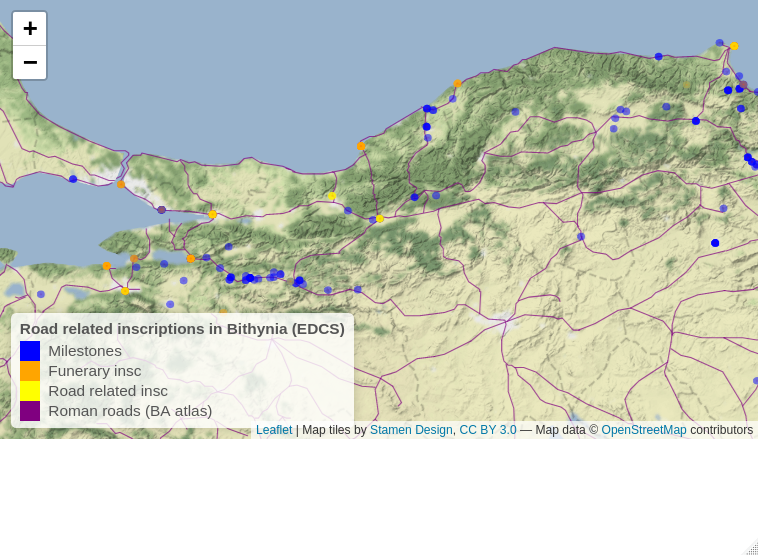 +
−
Road related inscriptions in Bithynia (EDCS)
Milestones
Funerary insc
Road related insc
Roman roads (BA atlas)
Leaflet | Map tiles by Stamen Design, CC BY 3.0 — Map data © OpenStreetMap contributors